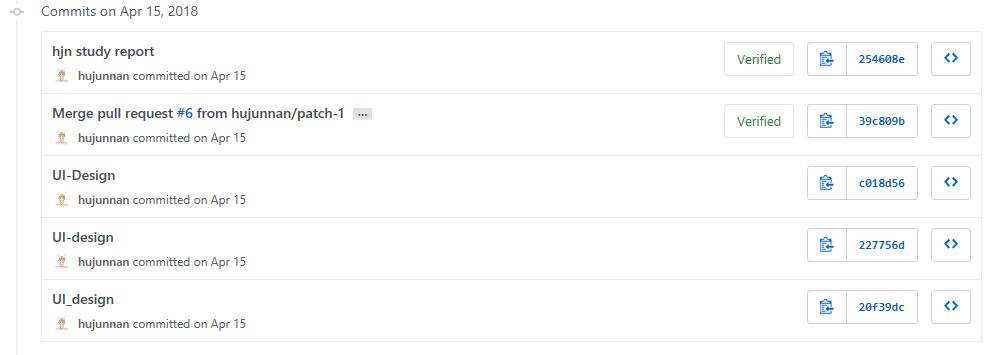 Commits on Apr 15, 2018
hjn study report
hujunnan committed on Apr 15
Verified
254608e
Merge pull request #6 from hujunnan/patch-1 ...
hujunnan committed on Apr 15
Verified
39c809b
UI-Design
hujunnan committed on Apr 15
c018d56
UI-design
hujunnan committed on Apr 15
227756d
UI_design
hujunnan committed on Apr 15
20f39dc